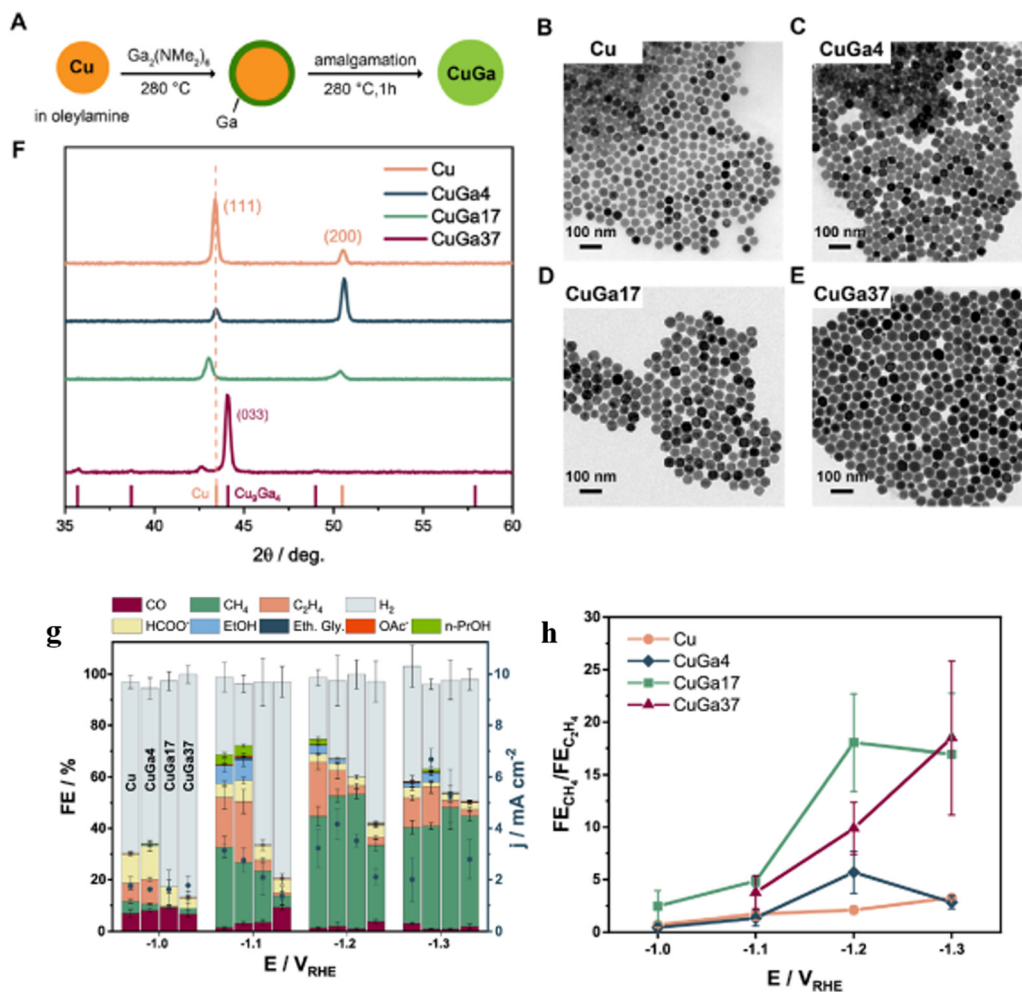 A
Cu
in oleylamine
Ga₂(NMe₂)₆
280 °C
Ga
amalgamation
280 °C,1h
CuGa
B
Cu
100 nm
C
CuGa4
100 nm
D
CuGa17
100 nm
E
CuGa37
100 nm
F
Cu
CuGa4
CuGa17
CuGa37
(111)
(200)
(033)
Cu
Cu₉Ga₄
35 40 45 50 55 60
2θ / deg.
g
CO CH₄ C₂H₄ H₂
HCOO⁻ EtOH Eth. Gly. OAc⁻ n-PrOH
FE / %
100
80
60
40
20
0
Cu
CuGa4
CuGa17
CuGa37
10
8
6
4
2
0
j / mA cm⁻²
-1.0 -1.1 -1.2 -1.3
E / V_RHE
h
Cu
CuGa4
CuGa17
CuGa37
FE_CH₄/FE_C₂H₄
30
25
20
15
10
5
0
-1.0 -1.1 -1.2 -1.3
E / V_RHE